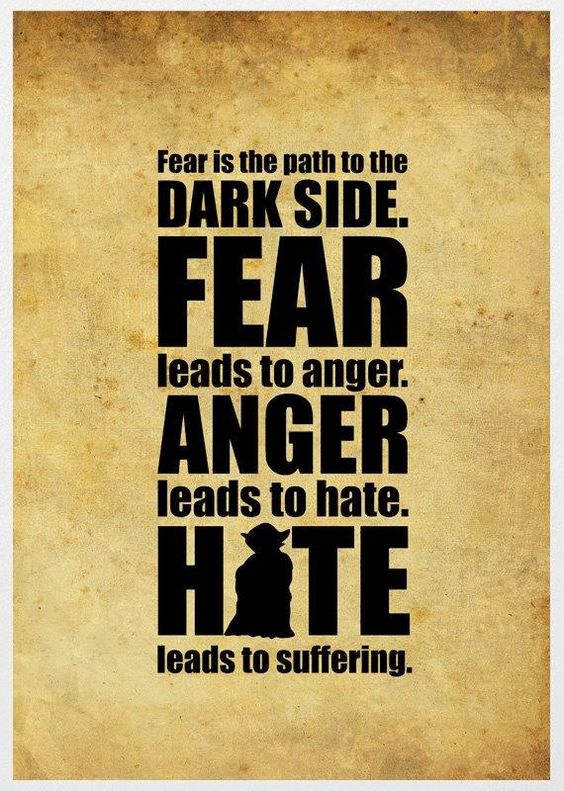 Fear is the path to the
DARK SIDE.
FEAR
leads to anger.
ANGER
leads to hate.
HTE
leads to suffering.